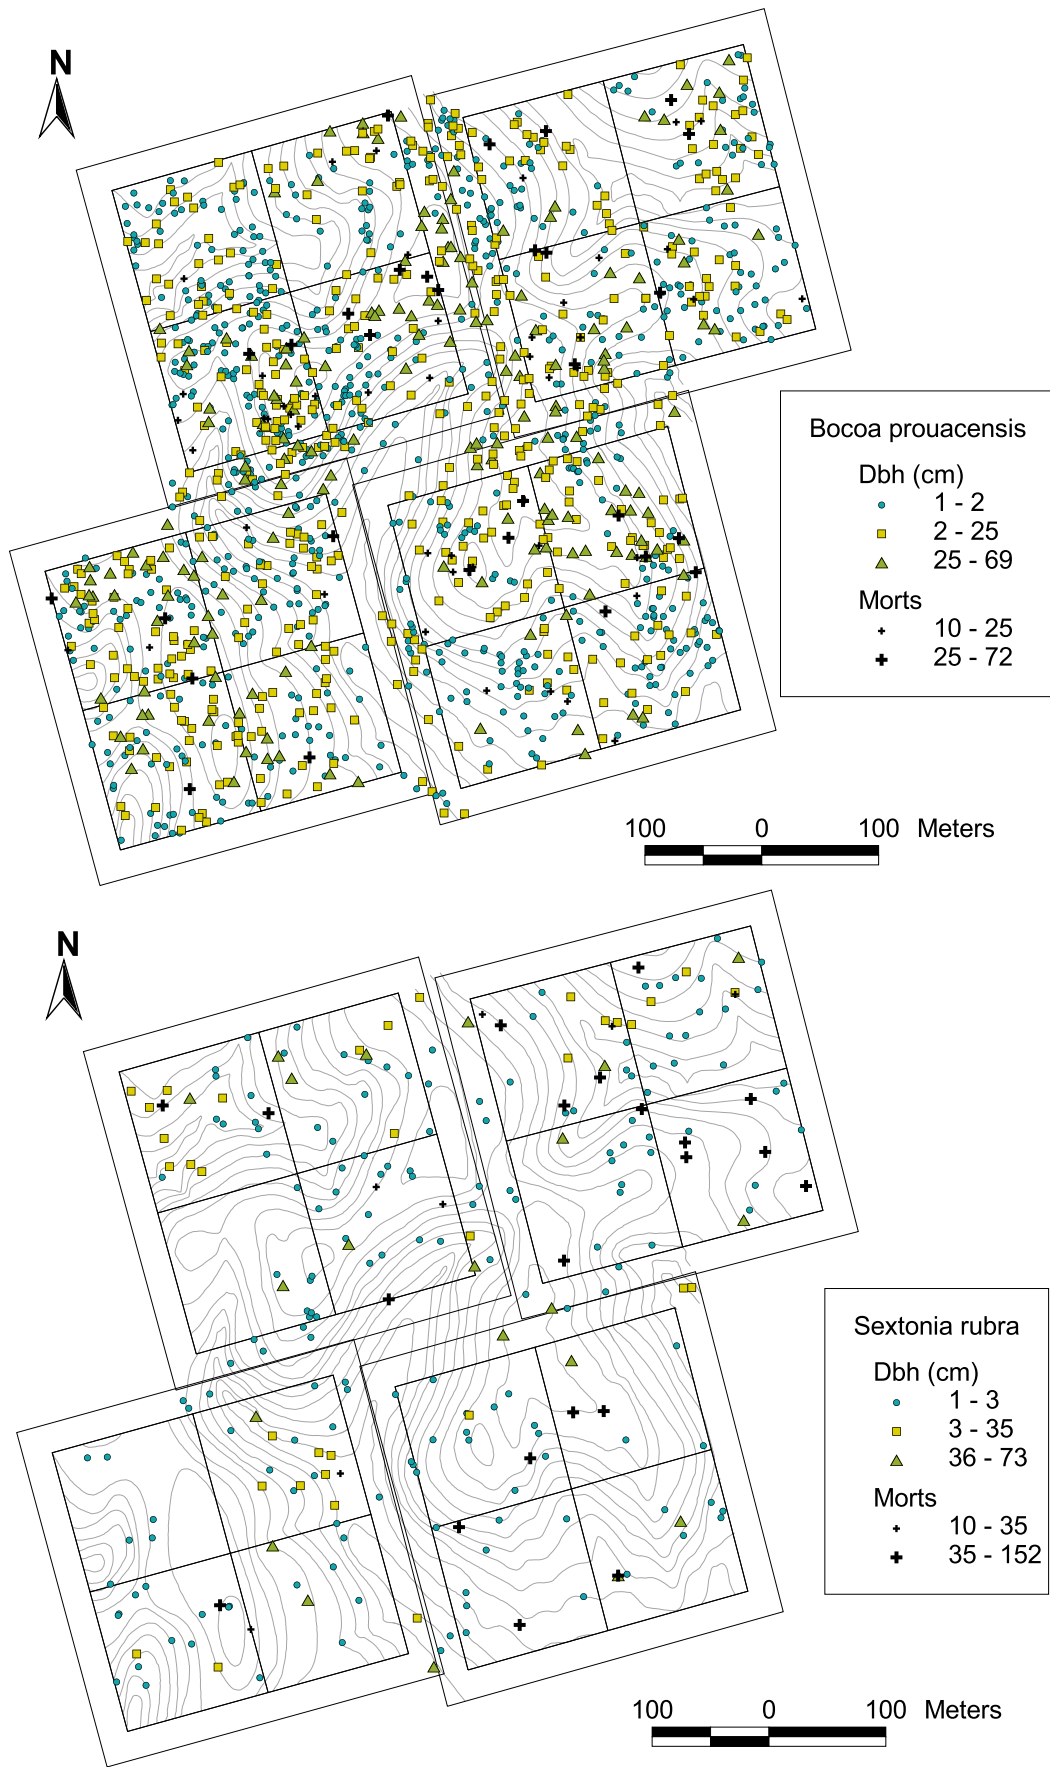 N
Bocoa prouacensis
Dbh (cm)
1 - 2
2 - 25
25 - 69
Morts
10 - 25
25 - 72
100 0 100 Meters
N
Sextonia rubra
Dbh (cm)
1 - 3
3 - 35
36 - 73
Morts
10 - 35
35 - 152
100 0 100 Meters